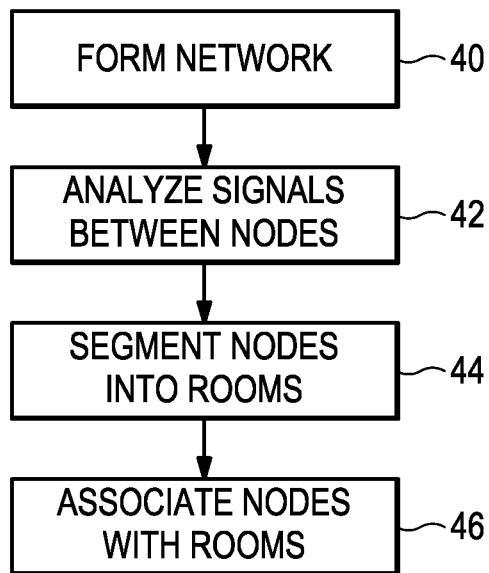 FORM NETWORK
40
ANALYZE SIGNALS
BETWEEN NODES
42
SEGMENT NODES
INTO ROOMS
44
ASSOCIATE NODES
WITH ROOMS
46